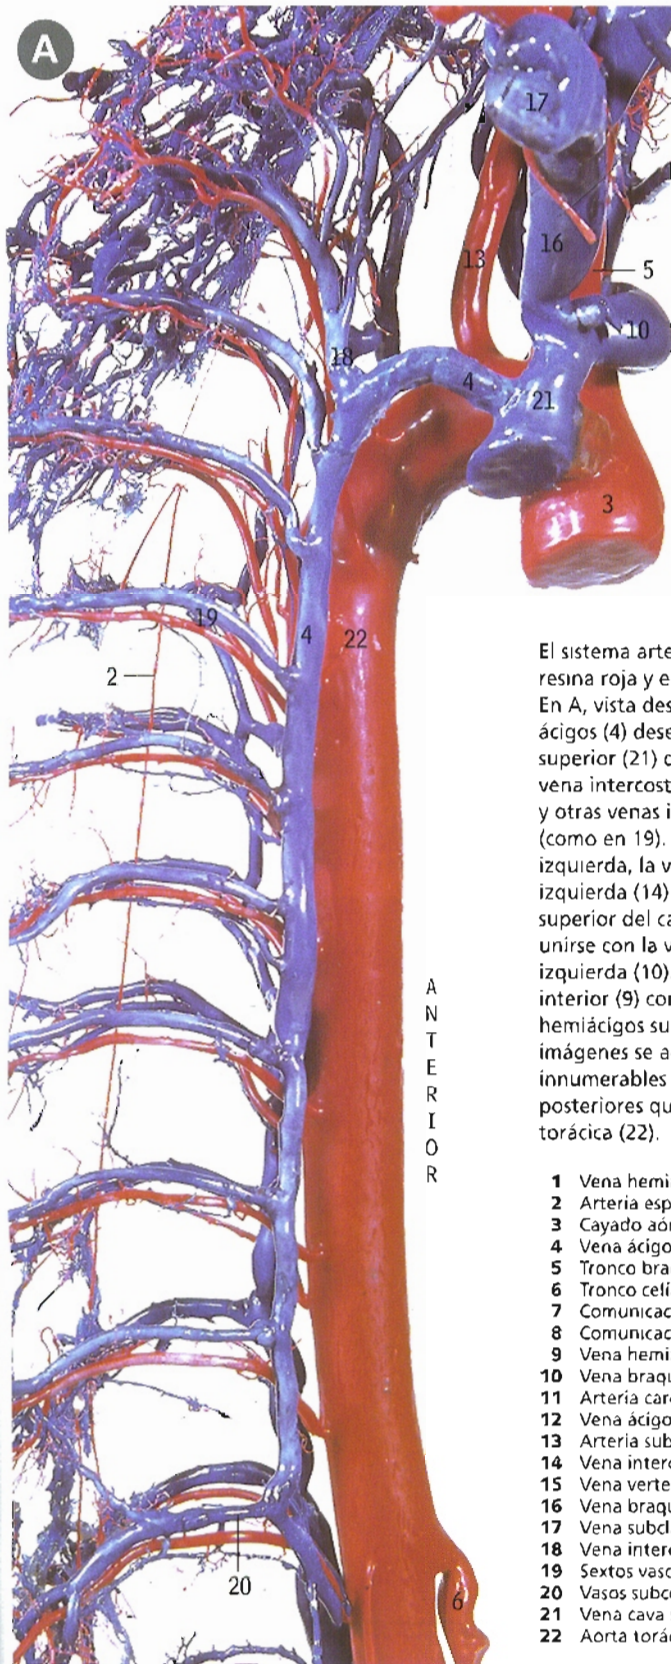 A
17
16
13
5
10
18
4
21
3
19
4
22
2
ANTERIOR
20
6
El sistema arte
resina roja y e
En A, vista des
ácigos (4) dese
superior (21) d
vena intercost
y otras venas i
(como en 19).
izquierda, la v
izquierda (14)
superior del ca
unirse con la v
izquierda (10)
interior (9) cor
hemiácigos su
imágenes se a
innumerables
posteriores qu
torácica (22).
1 Vena hemi
2 Arteria esp
3 Cayado aór
4 Vena ácigo
5 Tronco bra
6 Tronco celí
7 Comunicac
8 Comunicac
9 Vena hemi
10 Vena braqu
11 Arteria caró
12 Vena ácigo
13 Arteria sub
14 Vena interc
15 Vena verte
16 Vena braqu
17 Vena subcl
18 Vena interc
19 Sextos vaso
20 Vasos subco
21 Vena cava
22 Aorta torác